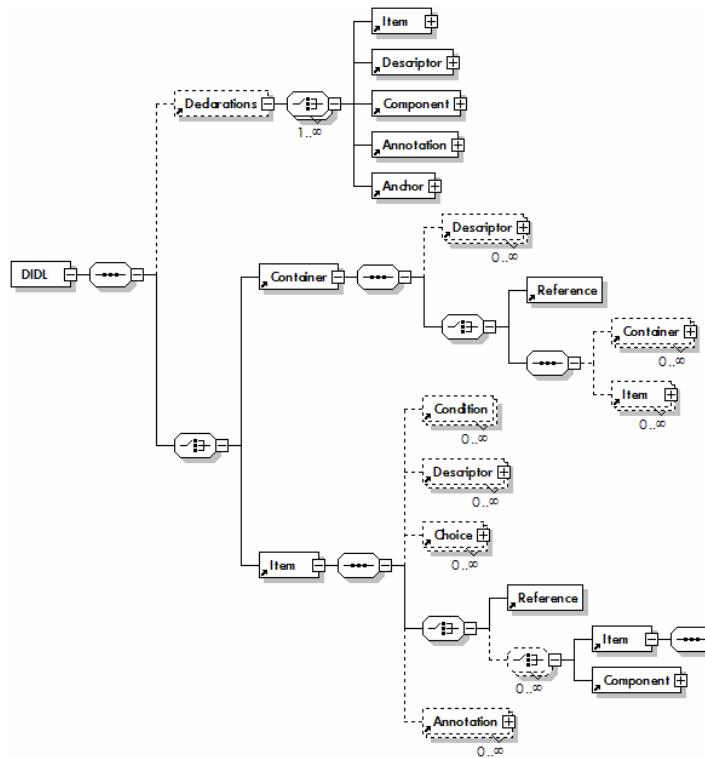 Item
Descriptor
Declarations
Component
1..∞
Annotation
Anchor
Descriptor
0..∞
DIDL
Container
Reference
Container
0..∞
Item
0..∞
Condition
0..∞
Descriptor
0..∞
Choice
0..∞
Item
Reference
Item
0..∞
Component
Annotation
0..∞